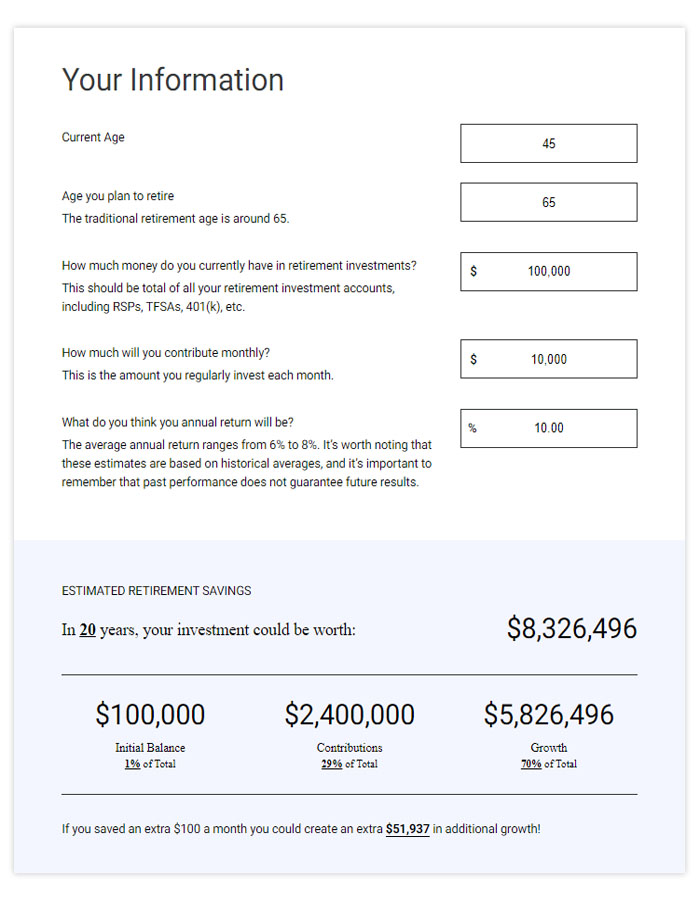 Your Information
Current Age
45
Age you plan to retire
65
The traditional retirement age is around 65.
How much money do you currently have in retirement investments?
$ 100,000
This should be total of all your retirement investment accounts,
including RSPs, TFSAs, 401(k), etc.
How much will you contribute monthly?
$ 10,000
This is the amount you regularly invest each month.
What do you think you annual return will be?
% 10.00
The average annual return ranges from 6% to 8%. It's worth noting that
these estimates are based on historical averages, and it's important to
remember that past performance does not guarantee future results.
ESTIMATED RETIREMENT SAVINGS
In 20 years, your investment could be worth:
$8,326,496
$100,000 $2,400,000 $5,826,496
Initial Balance Contributions Growth
1% of Total 29% of Total 70% of Total
If you saved an extra $100 a month you could create an extra $51,937 in additional growth!